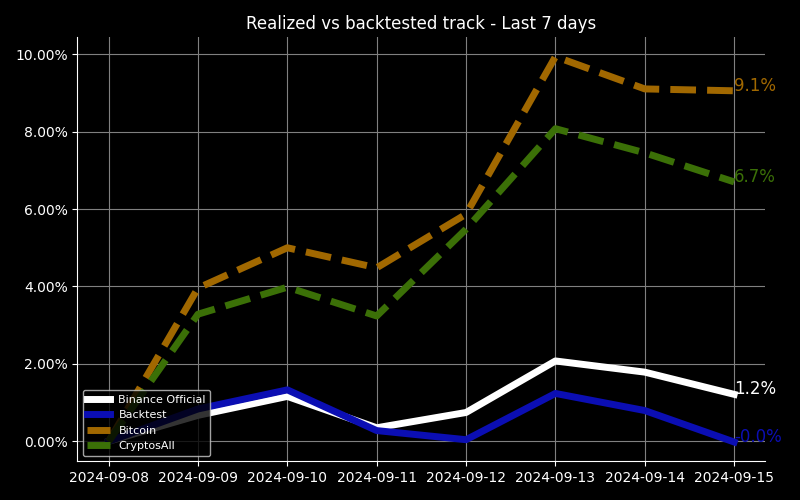 Realized vs backtested track - Last 7 days
10.00%
8.00%
6.00%
4.00%
2.00%
0.00%
9.1%
6.7%
1.2%
-0.0%
Binance Official
Backtest
Bitcoin
CryptosAll
2024-09-08 2024-09-09 2024-09-10 2024-09-11 2024-09-12 2024-09-13 2024-09-14 2024-09-15